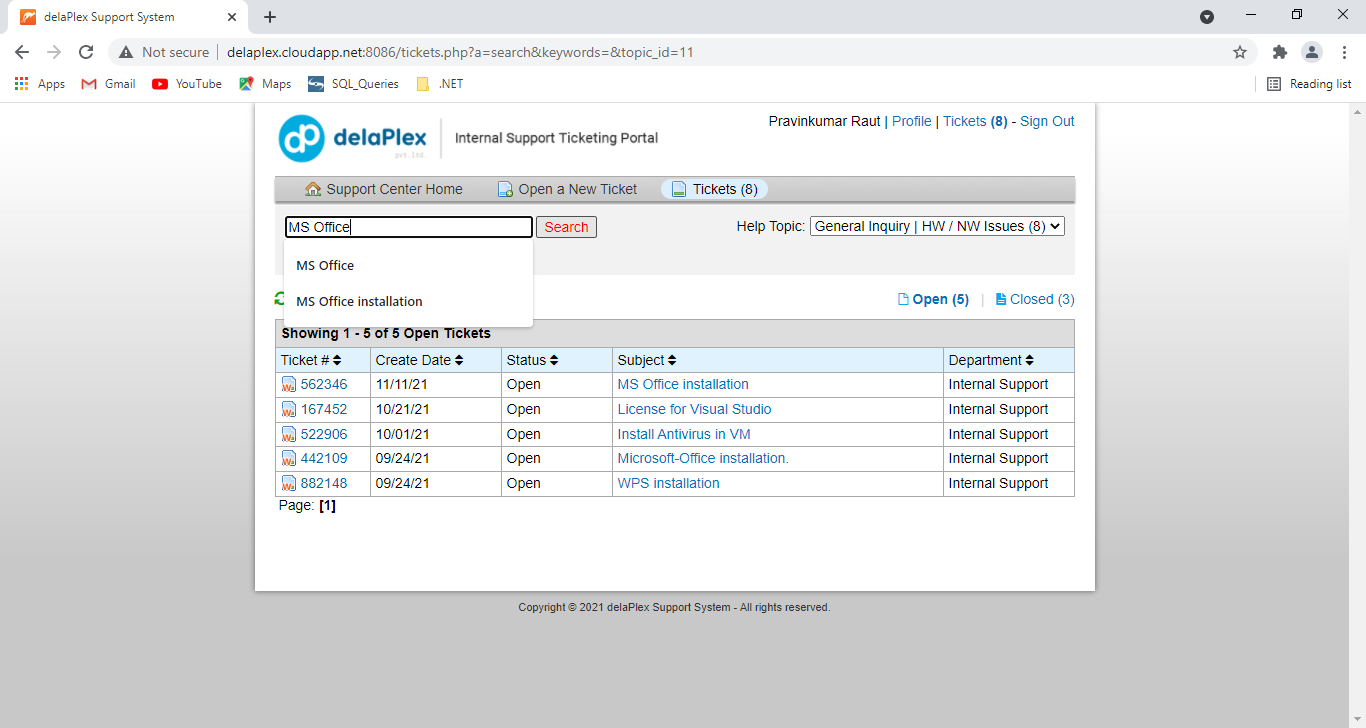 delaPlex Support System
Not secure
delaplex.cloudapp.net:8086/tickets.php?a=search&keywords=&topic_id=11
Apps Gmail YouTube Maps SQL_Queries .NET Reading list
dp delaPlex pvt.ltd. Internal Support Ticketing Portal
Pravinkumar Raut | Profile | Tickets (8) - Sign Out
Support Center Home Open a New Ticket Tickets (8)
MS Office Search Help Topic: General Inquiry | HW / NW Issues (8)
MS Office
MS Office installation
Open (5) | Closed (3)
Showing 1 - 5 of 5 Open Tickets
Ticket # Create Date Status Subject Department
562346 11/11/21 Open MS Office installation Internal Support
167452 10/21/21 Open License for Visual Studio Internal Support
522906 10/01/21 Open Install Antivirus in VM Internal Support
442109 09/24/21 Open Microsoft-Office installation. Internal Support
882148 09/24/21 Open WPS installation Internal Support
Page: [1]
Copyright © 2021 delaPlex Support System - All rights reserved.